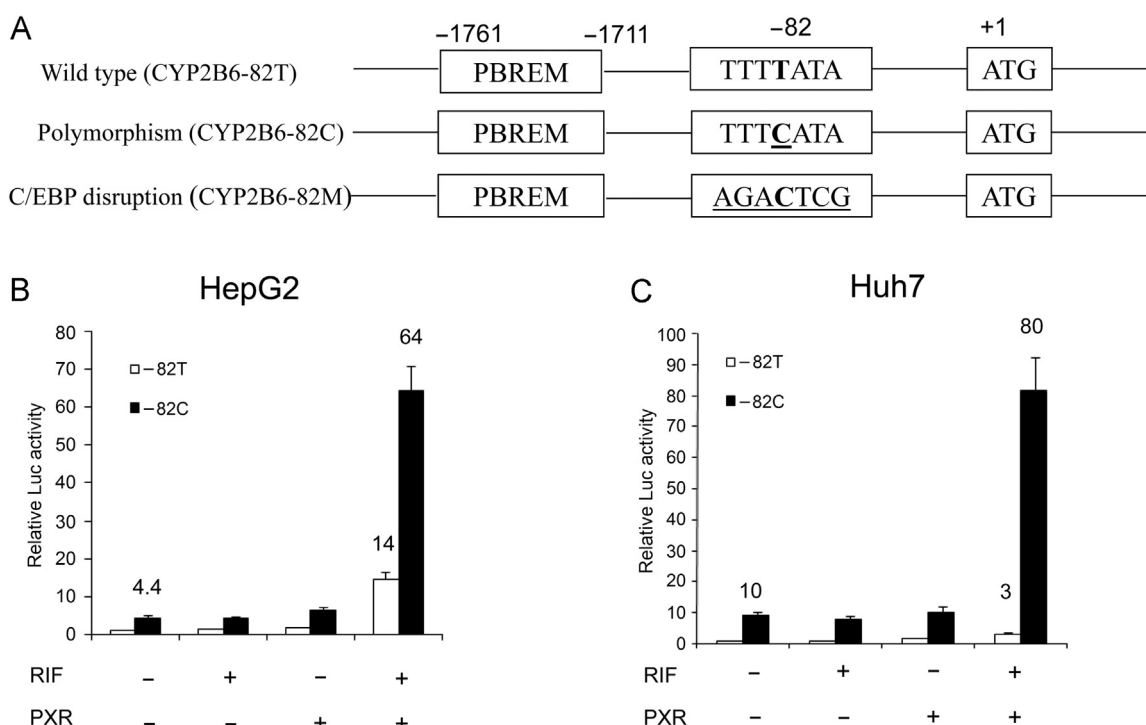 A
−1761 −1711 −82 +1
Wild type (CYP2B6-82T) PBREM TTTTATA ATG
Polymorphism (CYP2B6-82C) PBREM TTTCATA ATG
C/EBP disruption (CYP2B6-82M) PBREM AGACTCG ATG
B HepG2
Relative Luc activity
80
70
60
50
40
30
20
10
0
−82T
−82C
4.4
14
64
RIF − + − +
PXR − − + +
C Huh7
Relative Luc activity
100
90
80
70
60
50
40
30
20
10
0
−82T
−82C
10
3
80
RIF − + − +
PXR − − + +